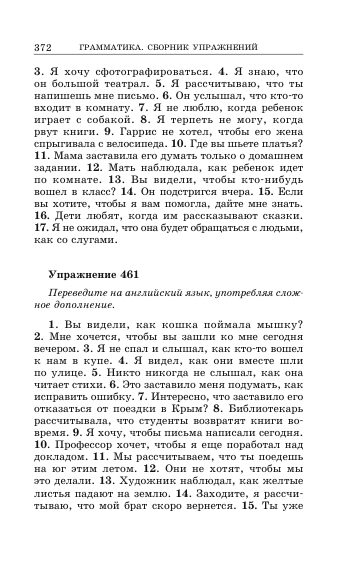 372 ГРАММАТИКА. СБОРНИК УПРАЖНЕНИЙ
3. Я хочу сфотографироваться. 4. Я знаю, что
он большой театрал. 5. Я рассчитываю, что ты
напишешь мне письмо. 6. Он услышал, что кто-то
входит в комнату. 7. Я не люблю, когда ребенок
играет с собакой. 8. Я терпеть не могу, когда
рвут книги. 9. Гаррис не хотел, чтобы его жена
спрыгивала с велосипеда. 10. Где вы шьете платья?
11. Мама заставила его думать только о домашнем
задании. 12. Мать наблюдала, как ребенок идет
по комнате. 13. Вы видели, чтобы кто-нибудь
вошел в класс? 14. Он подстригся вчера. 15. Если
вы хотите, чтобы я вам помогла, дайте мне знать.
16. Дети любят, когда им рассказывают сказки.
17. Я не ожидал, что она будет обращаться с людьми,
как со слугами.
Упражнение 461
Переведите на английский язык, употребляя слож-
ное дополнение.
1. Вы видели, как кошка поймала мышку?
2. Мне хочется, чтобы вы зашли ко мне сегодня
вечером. 3. Я не спал и слышал, как кто-то вошел
к нам в купе. 4. Я видел, как они вместе шли
по улице. 5. Никто никогда не слышал, как она
читает стихи. 6. Это заставило меня подумать, как
исправить ошибку. 7. Интересно, что заставило его
отказаться от поездки в Крым? 8. Библиотекарь
рассчитывала, что студенты возвратят книги во-
время. 9. Я хочу, чтобы письма написали сегодня.
10. Профессор хочет, чтобы я еще поработал над
докладом. 11. Мы рассчитываем, что ты поедешь
на юг этим летом. 12. Они не хотят, чтобы мы
это делали. 13. Художник наблюдал, как желтые
листья падают на землю. 14. Заходите, я рассчи-
тываю, что мой брат скоро вернется. 15. Ты уже